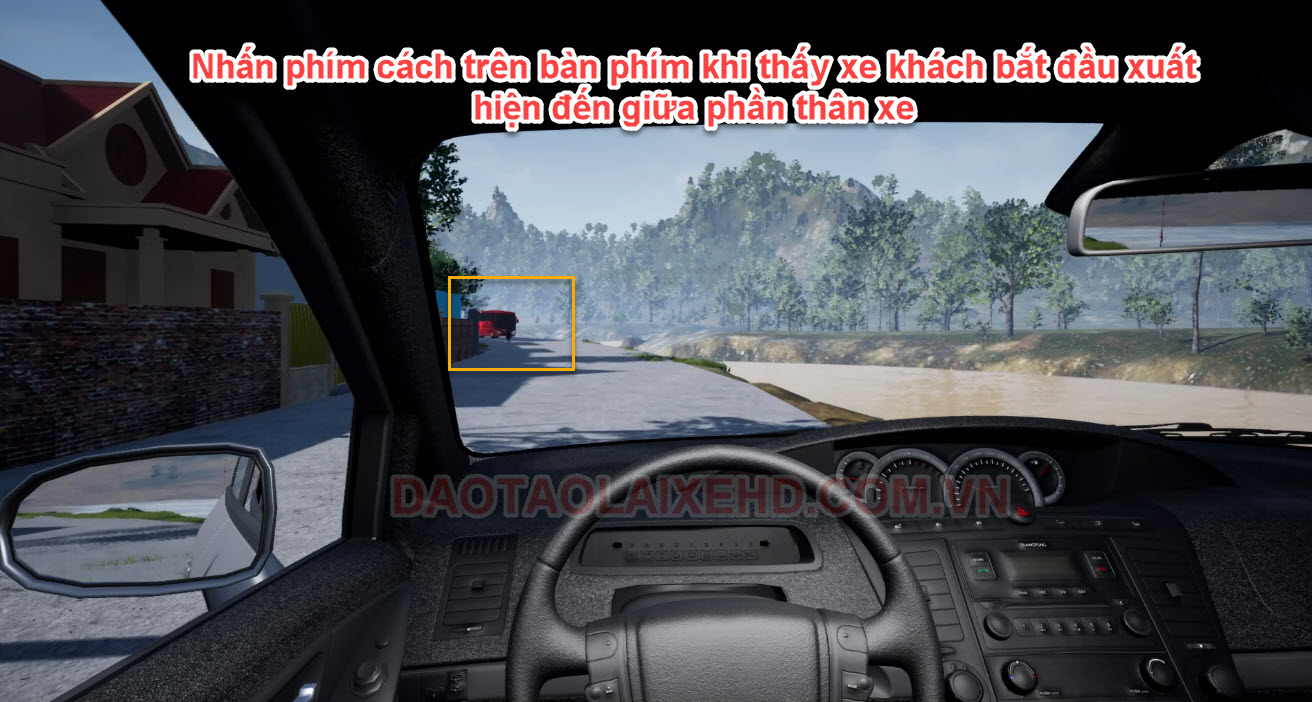 Nhấn phím cách trên bàn phím khi thấy xe khách bắt đầu xuất
hiện đến giữa phần thân xe
DAOTAOLAIXEHD.COM.VN
SSANGYONG